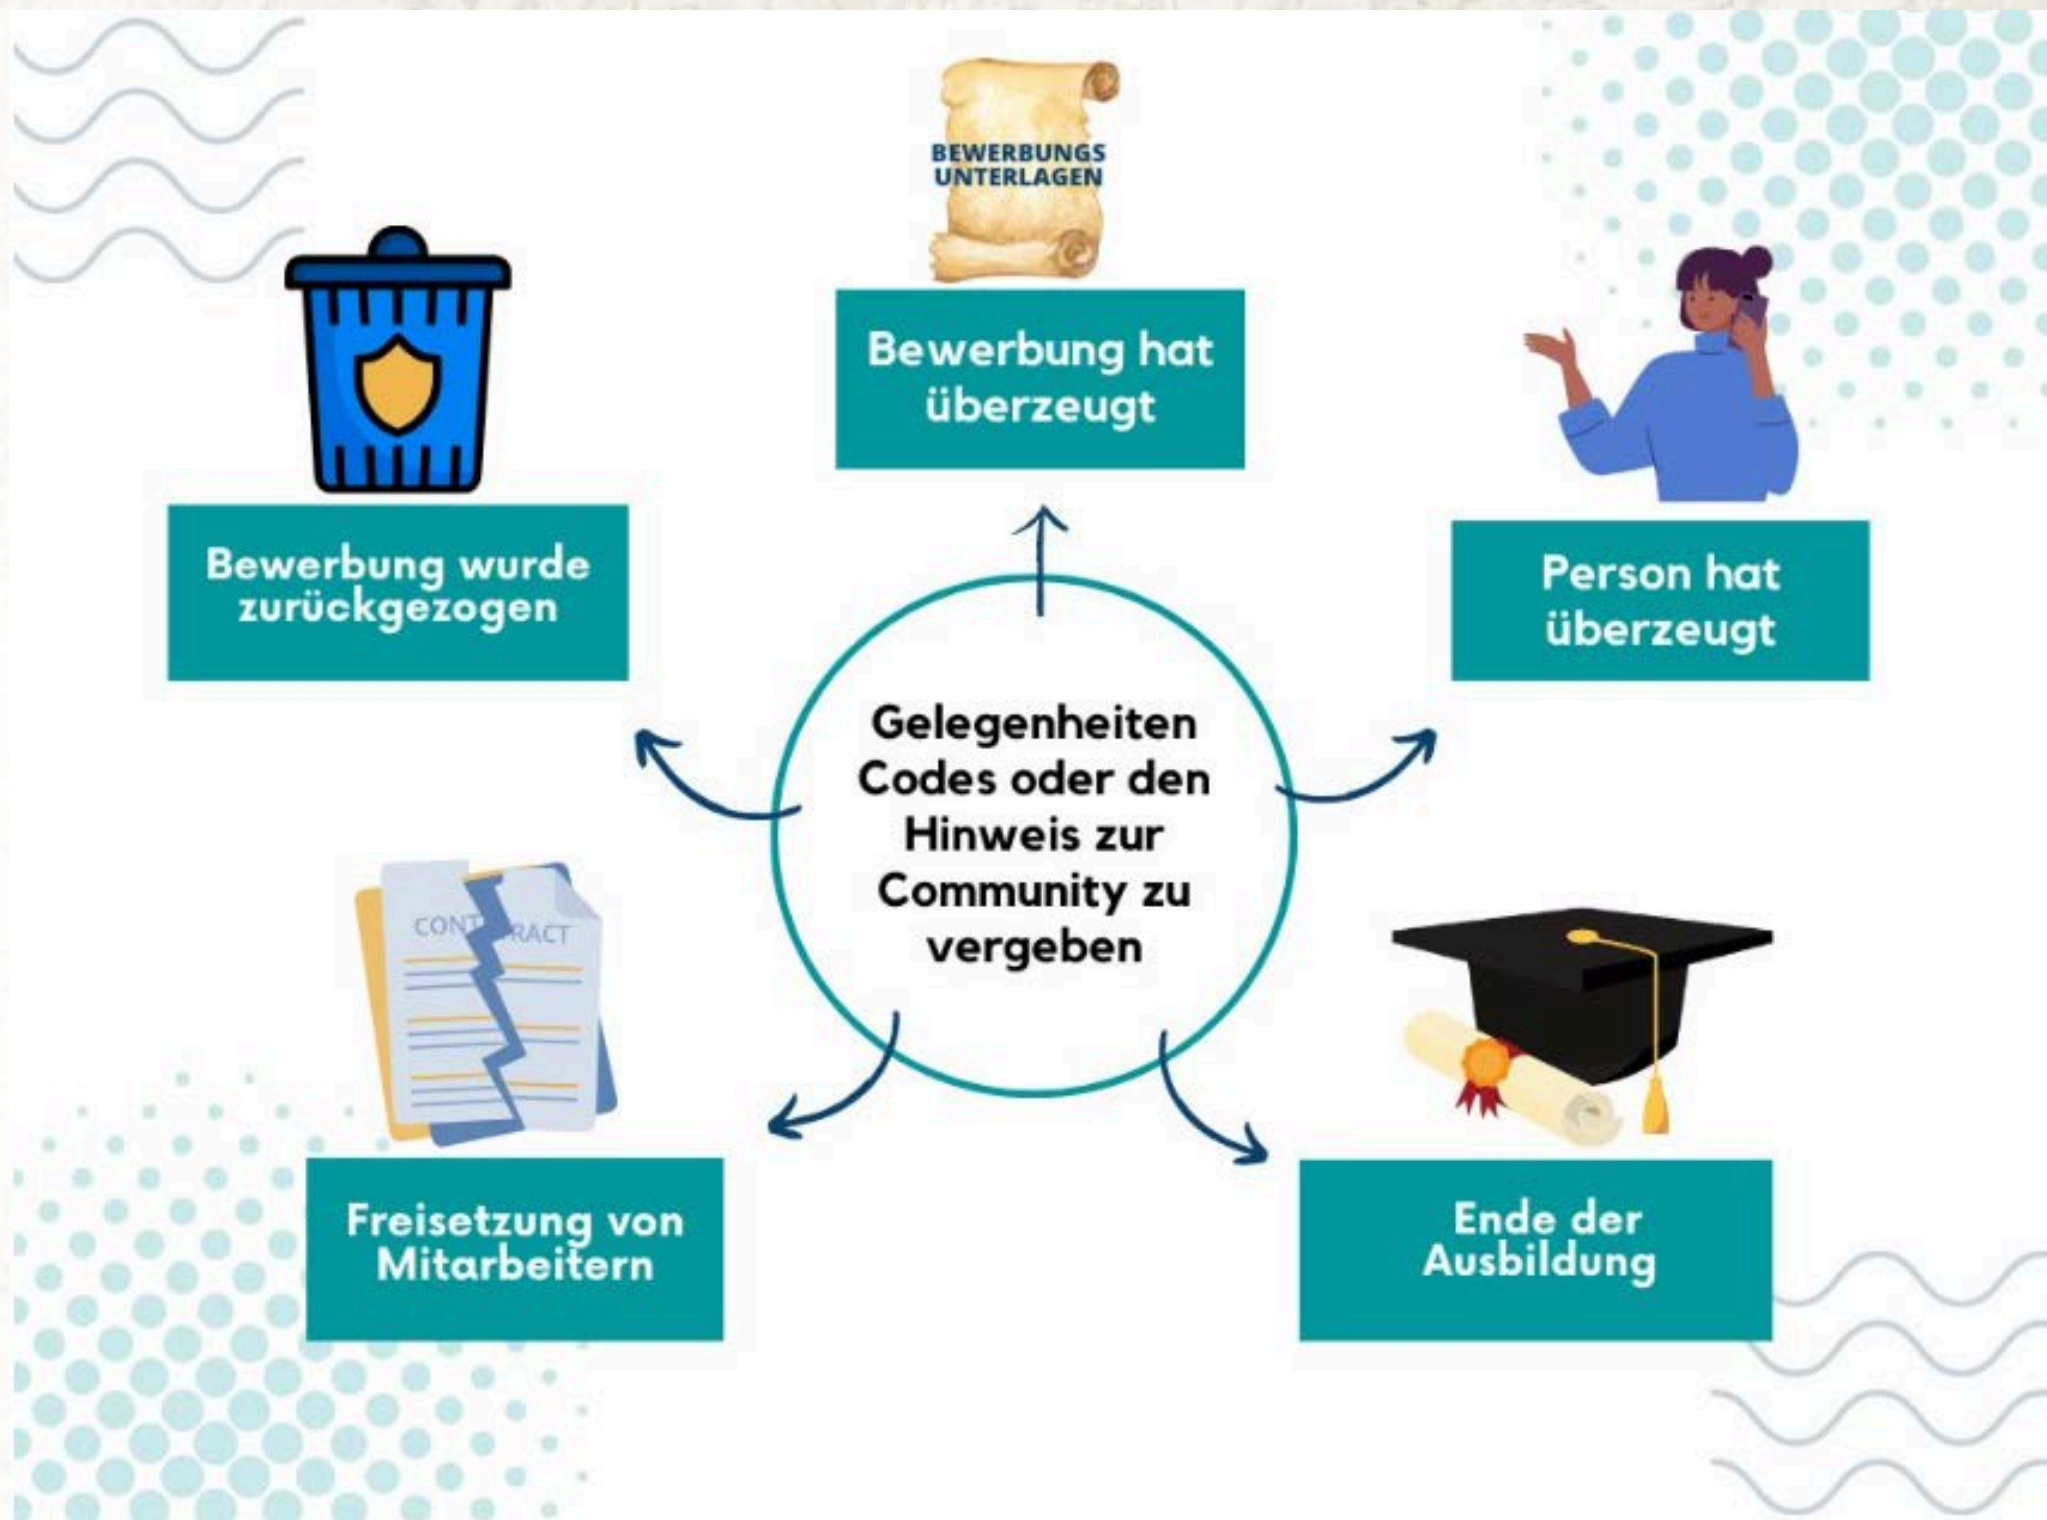 BEWERBUNGS
UNTERLAGEN
Bewerbung hat
überzeugt
Bewerbung wurde
zurückgezogen
Person hat
überzeugt
Gelegenheiten
Codes oder den
Hinweis zur
Community zu
vergeben
CONTRACT
Freisetzung von
Mitarbeitern
Ende der
Ausbildung